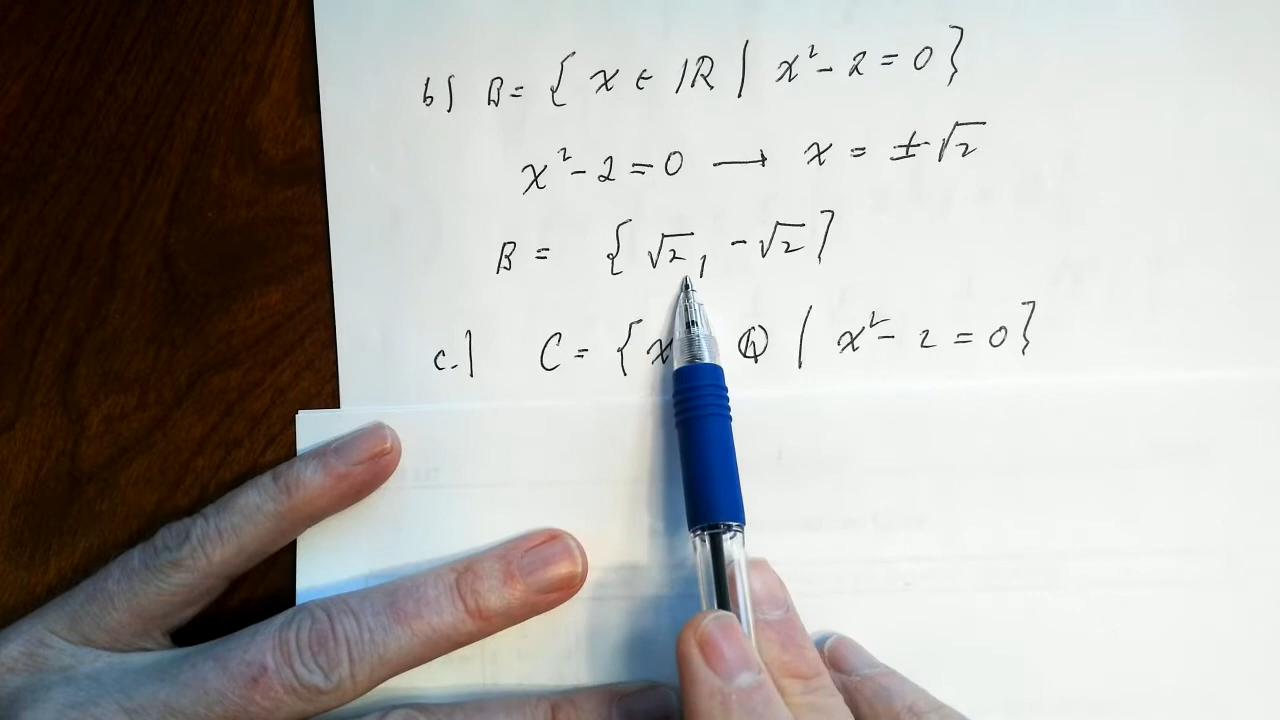 b) B = { x ∈ ℝ | x² - 2 = 0 }
x² - 2 = 0 → x = ± √2
B = { √2, -√2 }
c.) C = { x ℚ | x² - 2 = 0 }